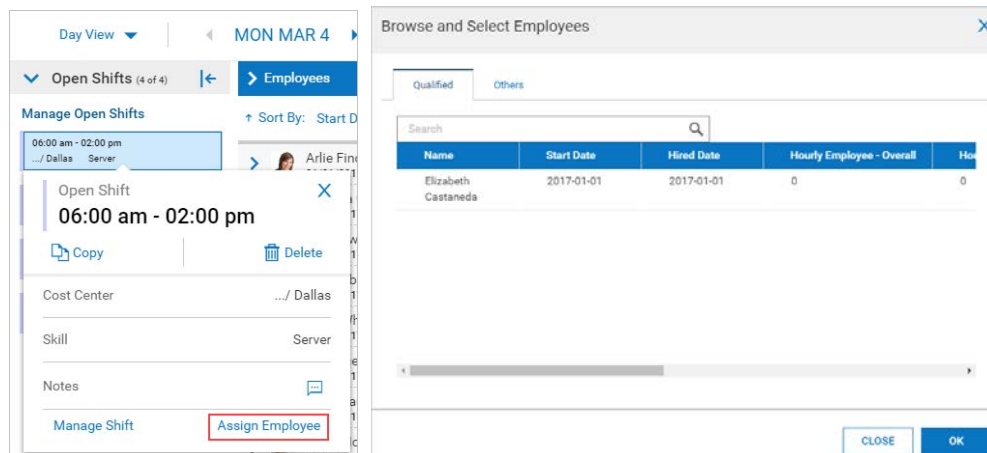 Day View
MON MAR 4
Open Shifts (4 of 4)
Employees
Manage Open Shifts
Sort By: Start D
06:00 am - 02:00 pm
.../ Dallas Server
Arlie Fin
Open Shift
06:00 am - 02:00 pm
Copy
Delete
Cost Center
.../ Dallas
Skill
Server
Notes
Manage Shift
Assign Employee
Browse and Select Employees
Qualified
Others
Search
Name Start Date Hired Date Hourly Employee - Overall Hou
Elizabeth 2017-01-01 2017-01-01 0 0
Castaneda
CLOSE
OK